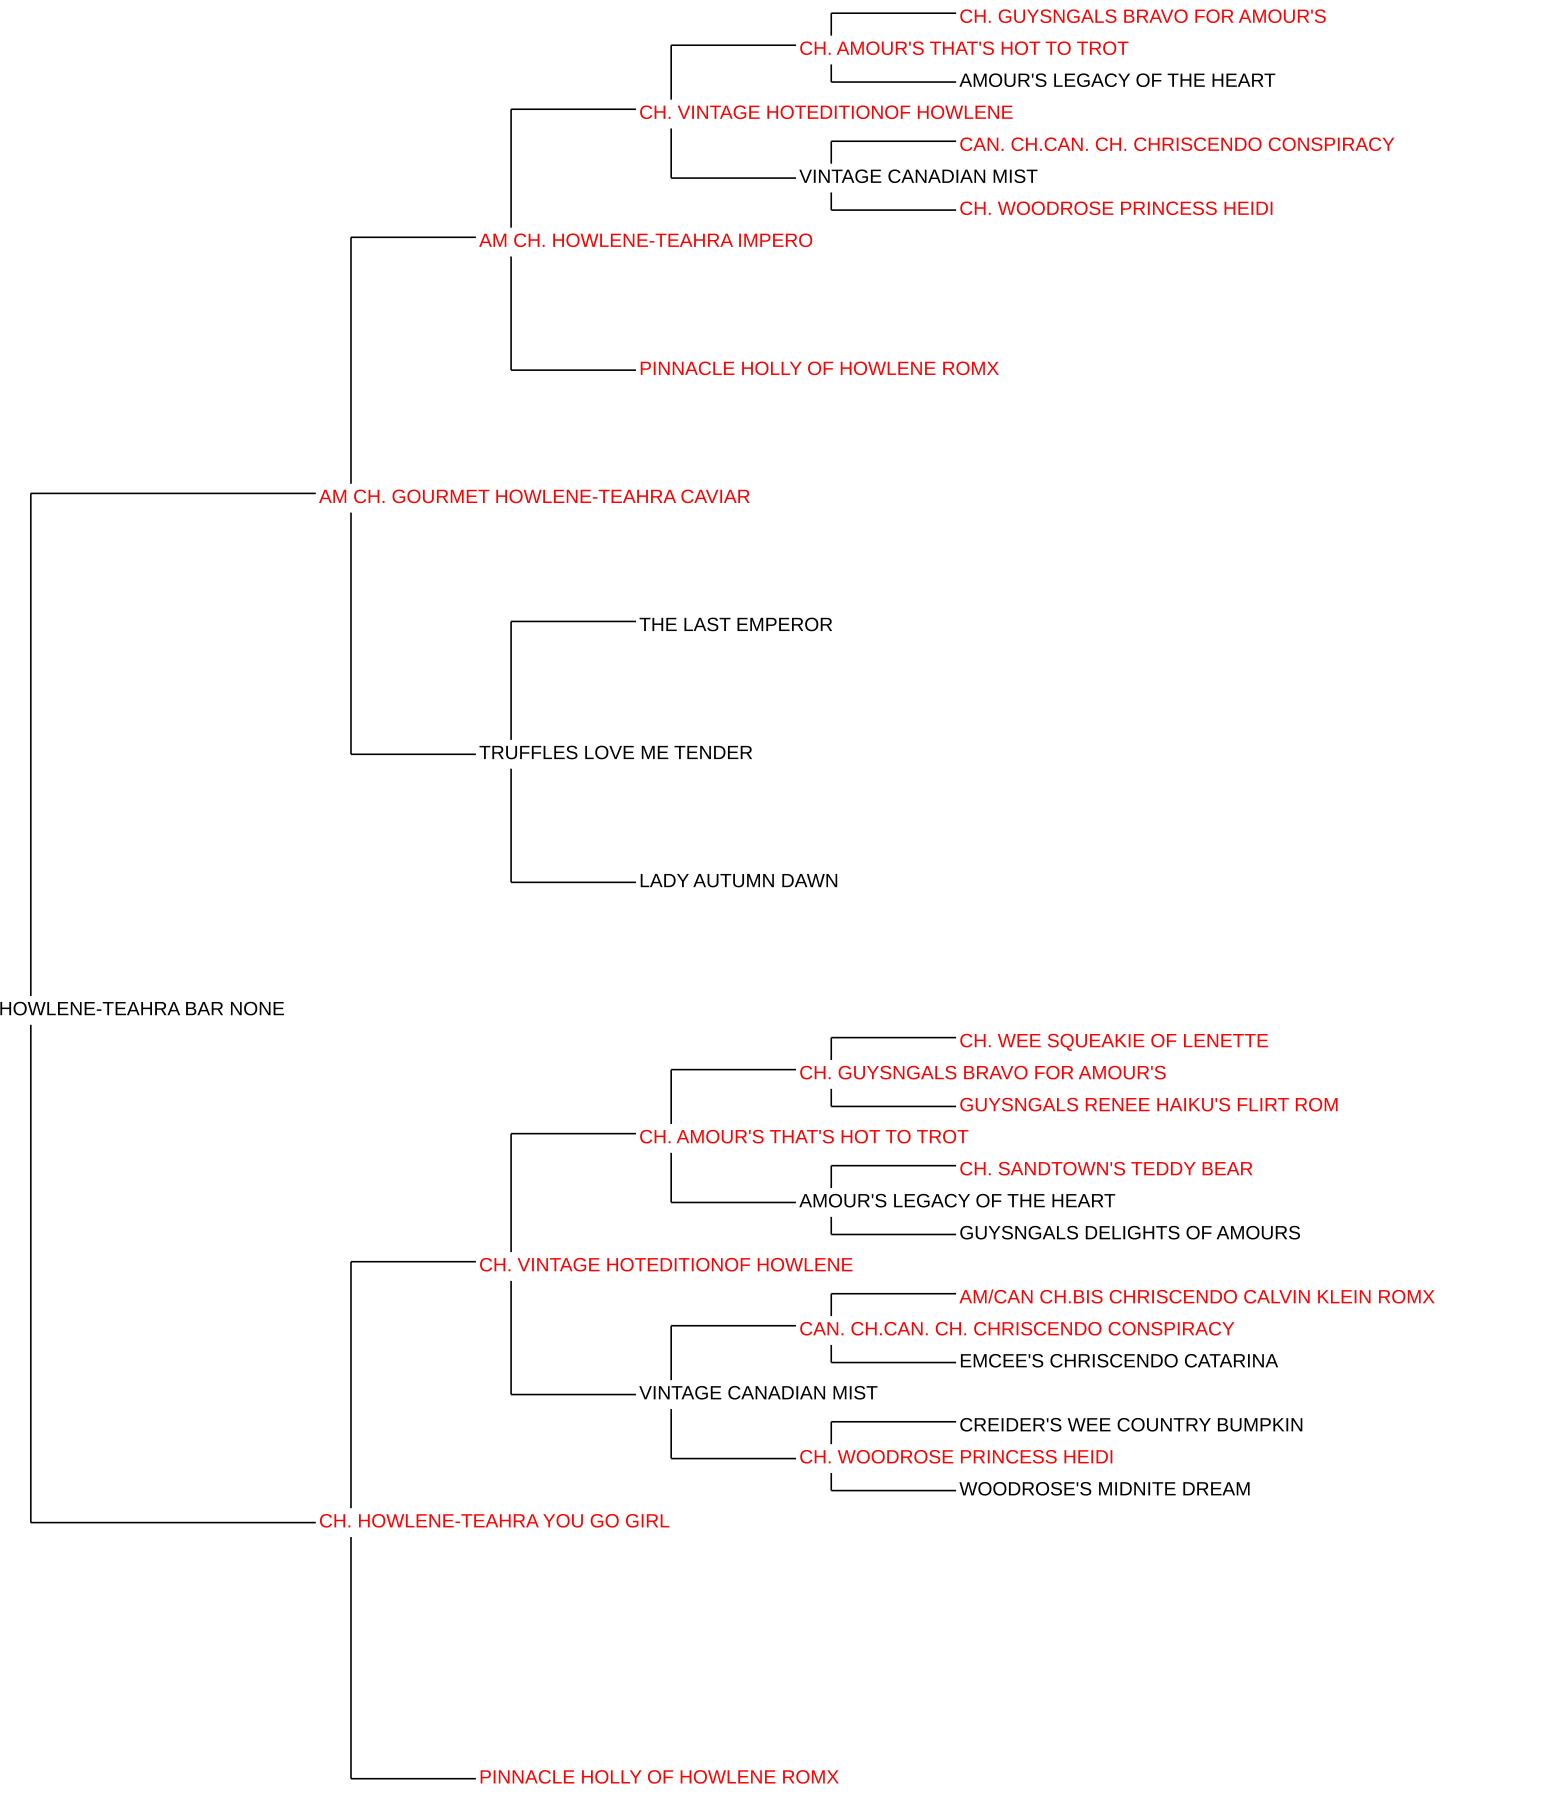 CH. GUYSNGALS BRAVO FOR AMOUR'S
CH. AMOUR'S THAT'S HOT TO TROT
AMOUR'S LEGACY OF THE HEART
CH. VINTAGE HOTEDITIONOF HOWLENE
CAN. CH.CAN. CH. CHRISCENDO CONSPIRACY
VINTAGE CANADIAN MIST
CH. WOODROSE PRINCESS HEIDI
AM CH. HOWLENE-TEAHRA IMPERO
PINNACLE HOLLY OF HOWLENE ROMX
AM CH. GOURMET HOWLENE-TEAHRA CAVIAR
THE LAST EMPEROR
TRUFFLES LOVE ME TENDER
LADY AUTUMN DAWN
HOWLENE-TEAHRA BAR NONE
CH. WEE SQUEAKIE OF LENETTE
CH. GUYSNGALS BRAVO FOR AMOUR'S
GUYSNGALS RENEE HAIKU'S FLIRT ROM
CH. AMOUR'S THAT'S HOT TO TROT
CH. SANDTOWN'S TEDDY BEAR
AMOUR'S LEGACY OF THE HEART
GUYSNGALS DELIGHTS OF AMOURS
CH. VINTAGE HOTEDITIONOF HOWLENE
AM/CAN CH.BIS CHRISCENDO CALVIN KLEIN ROMX
CAN. CH.CAN. CH. CHRISCENDO CONSPIRACY
EMCEE'S CHRISCENDO CATARINA
VINTAGE CANADIAN MIST
CREIDER'S WEE COUNTRY BUMPKIN
CH. WOODROSE PRINCESS HEIDI
WOODROSE'S MIDNITE DREAM
CH. HOWLENE-TEAHRA YOU GO GIRL
PINNACLE HOLLY OF HOWLENE ROMX